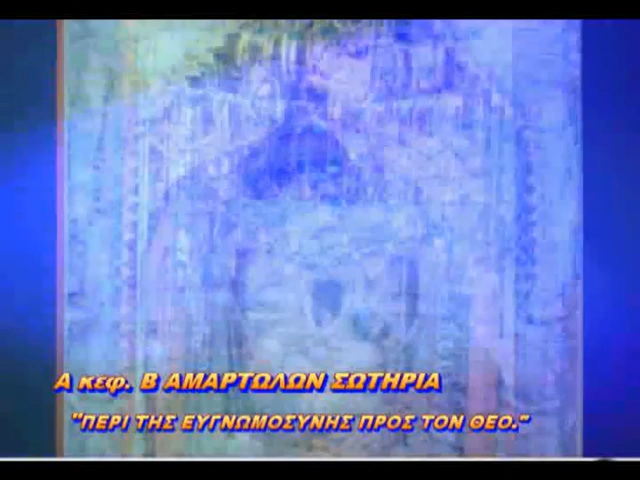 Α κεφ. Β ΑΜΑΡΤΩΛΩΝ ΣΩΤΗΡΙΑ
"ΠΕΡΙ ΤΗΣ ΕΥΓΝΩΜΟΣΥΝΗΣ ΠΡΟΣ ΤΟΝ ΘΕΟ."